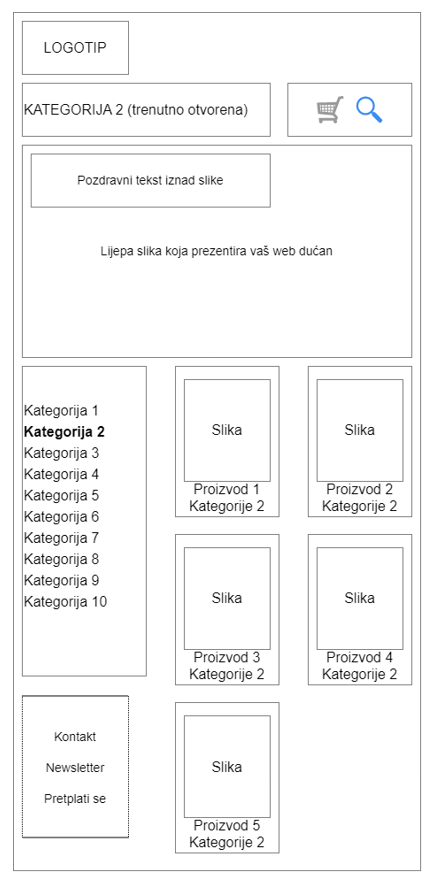 LOGOTIP
KATEGORIJA 2 (trenutno otvorena)
Pozdravni tekst iznad slike
Lijepa slika koja prezentira vaš web dućan
Kategorija 1
Kategorija 2
Kategorija 3
Kategorija 4
Kategorija 5
Kategorija 6
Kategorija 7
Kategorija 8
Kategorija 9
Kategorija 10
Slika
Proizvod 1
Kategorije 2
Slika
Proizvod 2
Kategorije 2
Slika
Proizvod 3
Kategorije 2
Slika
Proizvod 4
Kategorije 2
Kontakt
Newsletter
Pretplati se
Slika
Proizvod 5
Kategorije 2